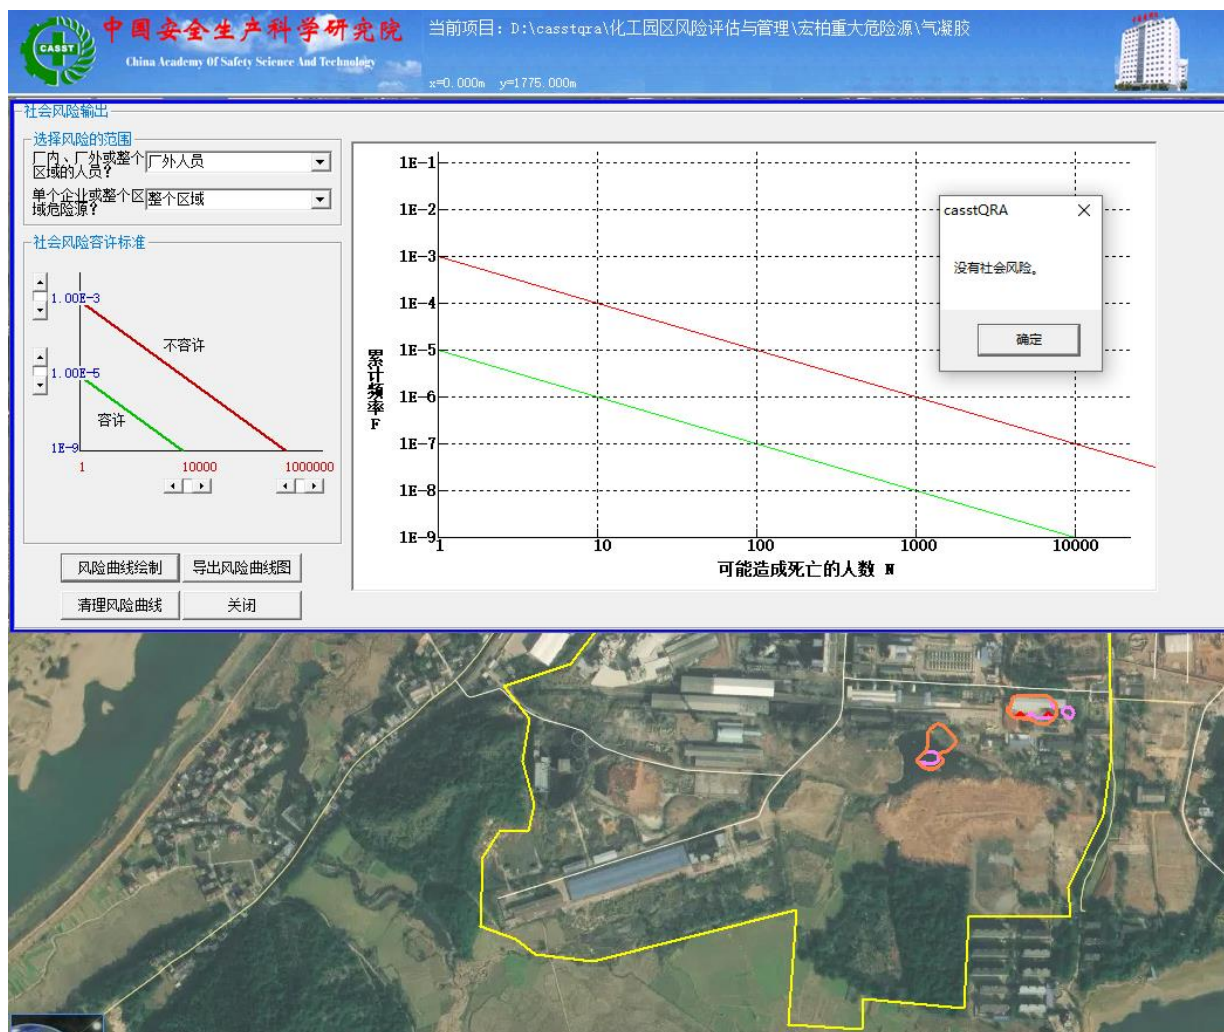 中国安全生产科学研究院
CASST
China Academy Of Safety Science And Technology
当前项目：D:\casstqra\化工园区风险评估与管理\宏柏重大危险源\气凝胶
x=0.000m y=1775.000m
社会风险输出
选择风险的范围
厂内、厂外或整个
区域的人员？
厂外人员
单个企业或整个区
域危险源？
整个区域
社会风险容许标准
1.00E-3
不容许
1.00E-5
容许
1E-9
1
10000
1000000
风险曲线绘制
导出风险曲线图
清理风险曲线
关闭
1E-1
1E-2
1E-3
1E-4
1E-5
1E-6
1E-7
1E-8
1E-9
累计频率F
1
10
100
1000
10000
可能造成死亡的人数 N
casstQRA
没有社会风险。
确定